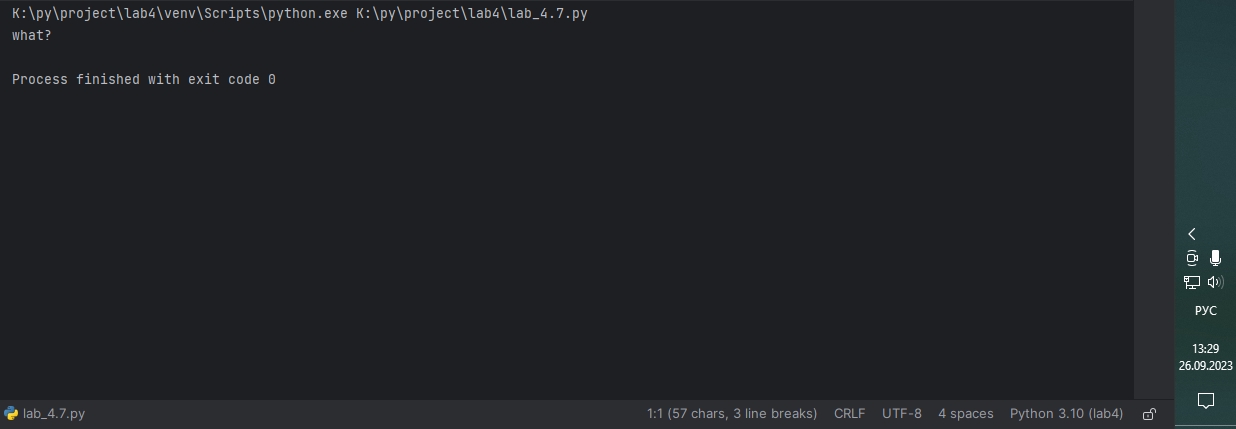 K:\py\project\lab4\venv\Scripts\python.exe K:\py\project\lab4\lab_4.7.py
what?
Process finished with exit code 0
lab_4.7.py
1:1 (57 chars, 3 line breaks) CRLF UTF-8 4 spaces Python 3.10 (lab4)
РУС
13:29
26.09.2023